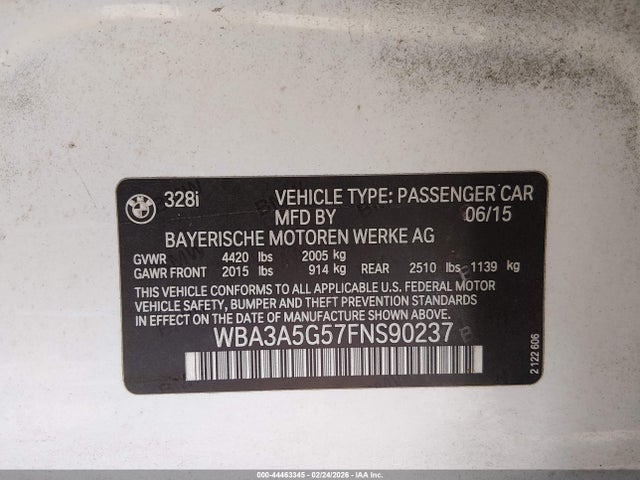 BMW 328i VEHICLE TYPE: PASSENGER CAR
MFD BY 06/15
BAYERISCHE MOTOREN WERKE AG
GVWR 4420 lbs 2005 kg
GAWR FRONT 2015 lbs 914 kg REAR 2510 lbs 1139 kg
THIS VEHICLE CONFORMS TO ALL APPLICABLE U.S. FEDERAL MOTOR
VEHICLE SAFETY, BUMPER AND THEFT PREVENTION STANDARDS
IN EFFECT ON THE DATE OF MANUFACTURE SHOWN ABOVE.
WBA3A5G57FNS90237
2 122 606
000-44463345 - 02/24/2026 - IAA Inc.